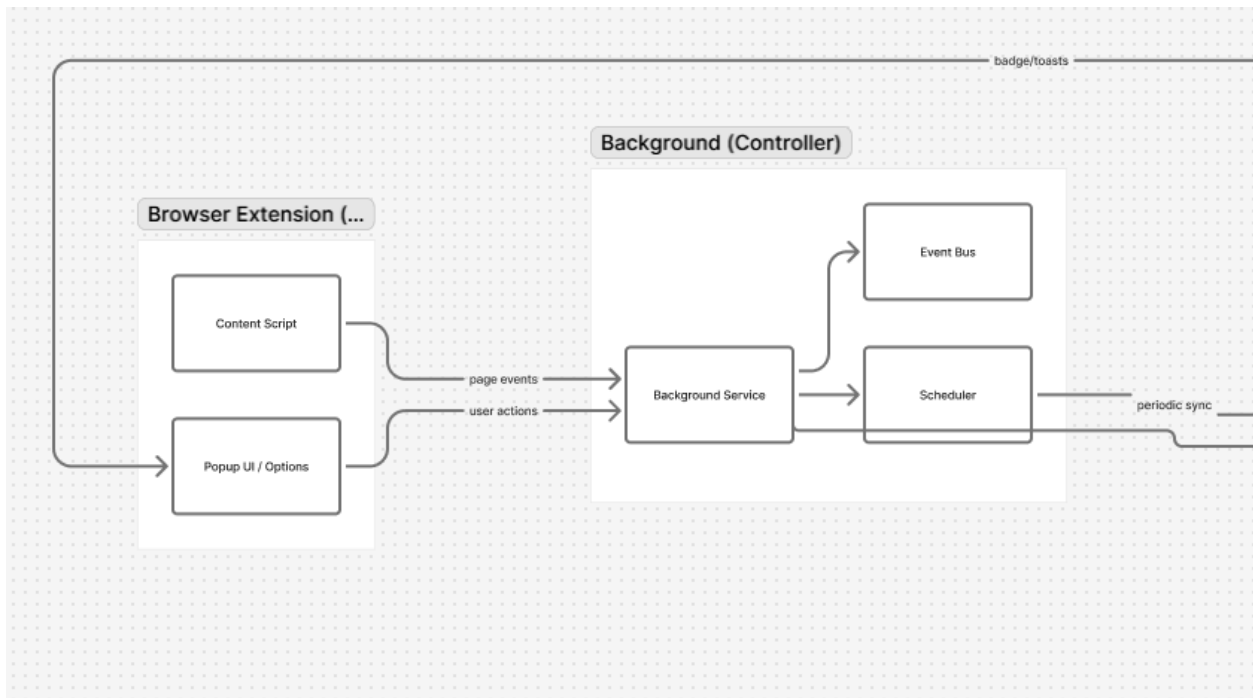 badge/toasts
Background (Controller)
Browser Extension (...
Event Bus
Content Script
page events
Background Service
Scheduler
periodic sync
user actions
Popup UI / Options